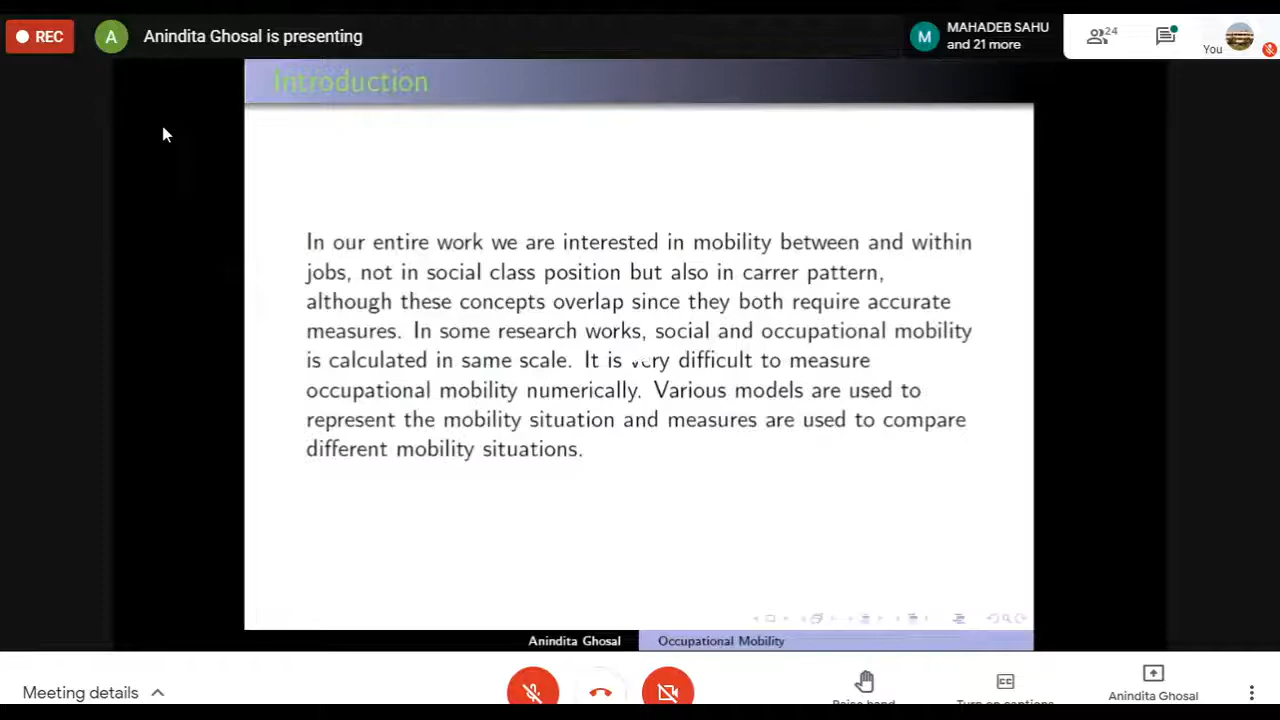 REC
A
Anindita Ghosal is presenting
M
MAHADEB SAHU
and 21 more
24
You
Introduction
In our entire work we are interested in mobility between and within
jobs, not in social class position but also in carrer pattern,
although these concepts overlap since they both require accurate
measures. In some research works, social and occupational mobility
is calculated in same scale. It is very difficult to measure
occupational mobility numerically. Various models are used to
represent the mobility situation and measures are used to compare
different mobility situations.
Anindita Ghosal
Occupational Mobility
Meeting details
Raise hand
CC
Turn on captions
Anindita Ghosal